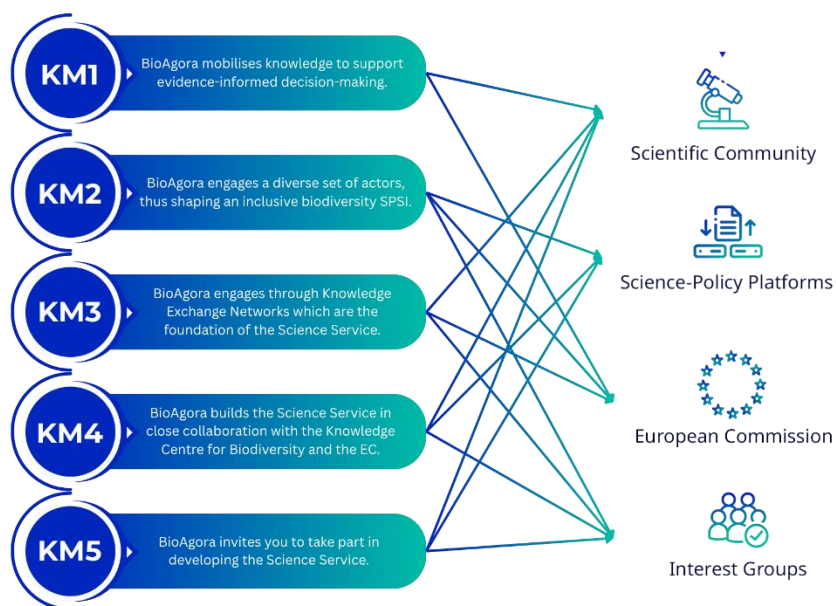 KM1
BioAgora mobilises knowledge to support
evidence-informed decision-making.
KM2
BioAgora engages a diverse set of actors,
thus shaping an inclusive biodiversity SPSI.
KM3
BioAgora engages through Knowledge
Exchange Networks which are the
foundation of the Science Service.
KM4
BioAgora builds the Science Service in
close collaboration with the Knowledge
Centre for Biodiversity and the EC.
KM5
BioAgora invites you to take part in
developing the Science Service.
Scientific Community
Science-Policy Platforms
European Commission
Interest Groups